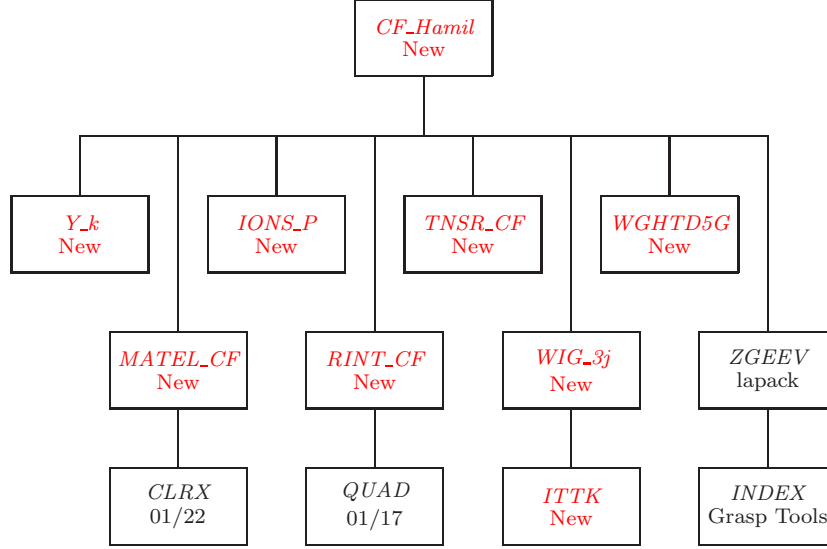 CF_Hamil
New
Y_k
New
IONS_P
New
TNSR_CF
New
WGHTD5G
New
MATEL_CF
New
RINT_CF
New
WIG_3j
New
ZGEEV
lapack
CLRX
01/22
QUAD
01/17
ITTK
New
INDEX
Grasp Tools